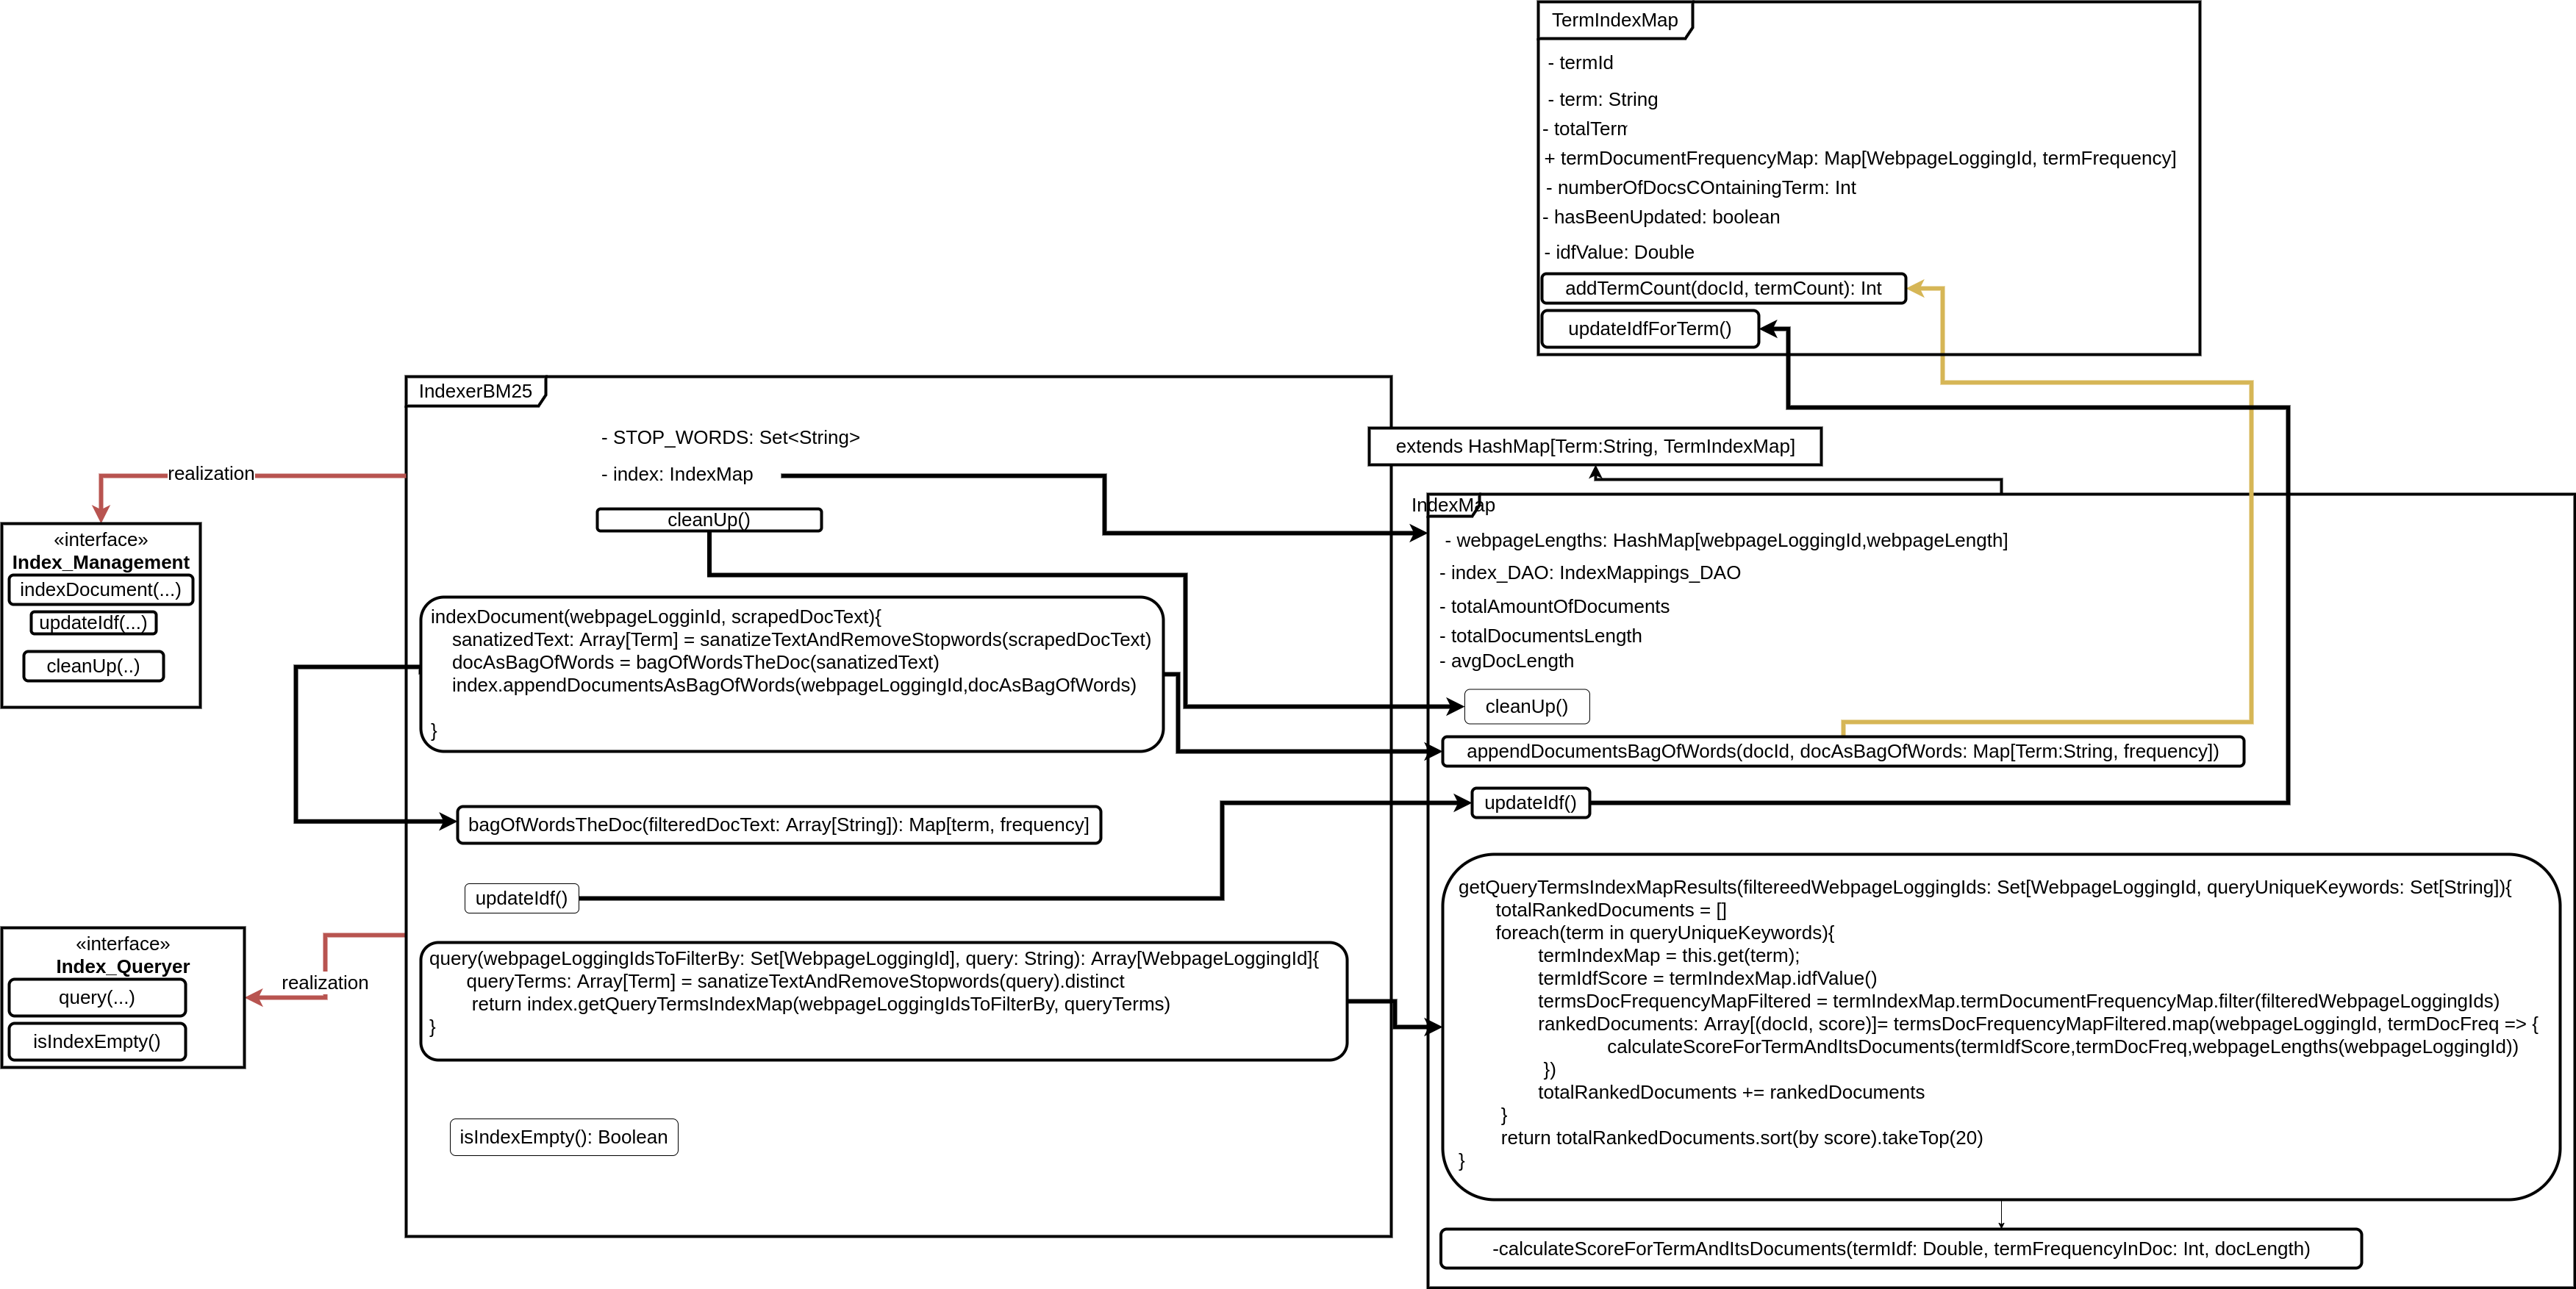 TermIndexMap
- termId
- term: String
- totalTerm
+ termDocumentFrequencyMap: Map[WebpageLoggingId, termFrequency]
- numberOfDocsCOntainingTerm: Int
- hasBeenUpdated: boolean
- idfValue: Double
addTermCount(docId, termCount): Int
updateIdfForTerm()
realization
«interface»
Index_Management
indexDocument(...)
updateIdf(...)
cleanUp(..)
realization
«interface»
Index_Queryer
query(...)
isIndexEmpty()
IndexerBM25
- STOP_WORDS: Set<String>
- index: IndexMap
cleanUp()
indexDocument(webpageLogginId, scrapedDocText){
sanatizedText: Array[Term] = sanatizeTextAndRemoveStopwords(scrapedDocText)
docAsBagOfWords = bagOfWordsTheDoc(sanatizedText)
index.appendDocumentsAsBagOfWords(webpageLoggingId,docAsBagOfWords)
}
bagOfWordsTheDoc(filteredDocText: Array[String]): Map[term, frequency]
updateIdf()
query(webpageLoggingIdsToFilterBy: Set[WebpageLoggingId], query: String): Array[WebpageLoggingId]{
queryTerms: Array[Term] = sanatizeTextAndRemoveStopwords(query).distinct
return index.getQueryTermsIndexMap(webpageLoggingIdsToFilterBy, queryTerms)
}
isIndexEmpty(): Boolean
extends HashMap[Term:String, TermIndexMap]
IndexMap
- webpageLengths: HashMap[webpageLoggingId,webpageLength]
- index_DAO: IndexMappings_DAO
- totalAmountOfDocuments
- totalDocumentsLength
- avgDocLength
cleanUp()
appendDocumentsBagOfWords(docId, docAsBagOfWords: Map[Term:String, frequency])
updateIdf()
getQueryTermsIndexMapResults(filtereedWebpageLoggingIds: Set[WebpageLoggingId, queryUniqueKeywords: Set[String]){
totalRankedDocuments = []
foreach(term in queryUniqueKeywords){
termIndexMap = this.get(term);
termIdfScore = termIndexMap.idfValue()
termsDocFrequencyMapFiltered = termIndexMap.termDocumentFrequencyMap.filter(filteredWebpageLoggingIds)
rankedDocuments: Array[(docId, score)]= termsDocFrequencyMapFiltered.map(webpageLoggingId, termDocFreq => {
calculateScoreForTermAndItsDocuments(termIdfScore,termDocFreq,webpageLengths(webpageLoggingId))
})
totalRankedDocuments += rankedDocuments
}
return totalRankedDocuments.sort(by score).takeTop(20)
}
-calculateScoreForTermAndItsDocuments(termIdf: Double, termFrequencyInDoc: Int, docLength)